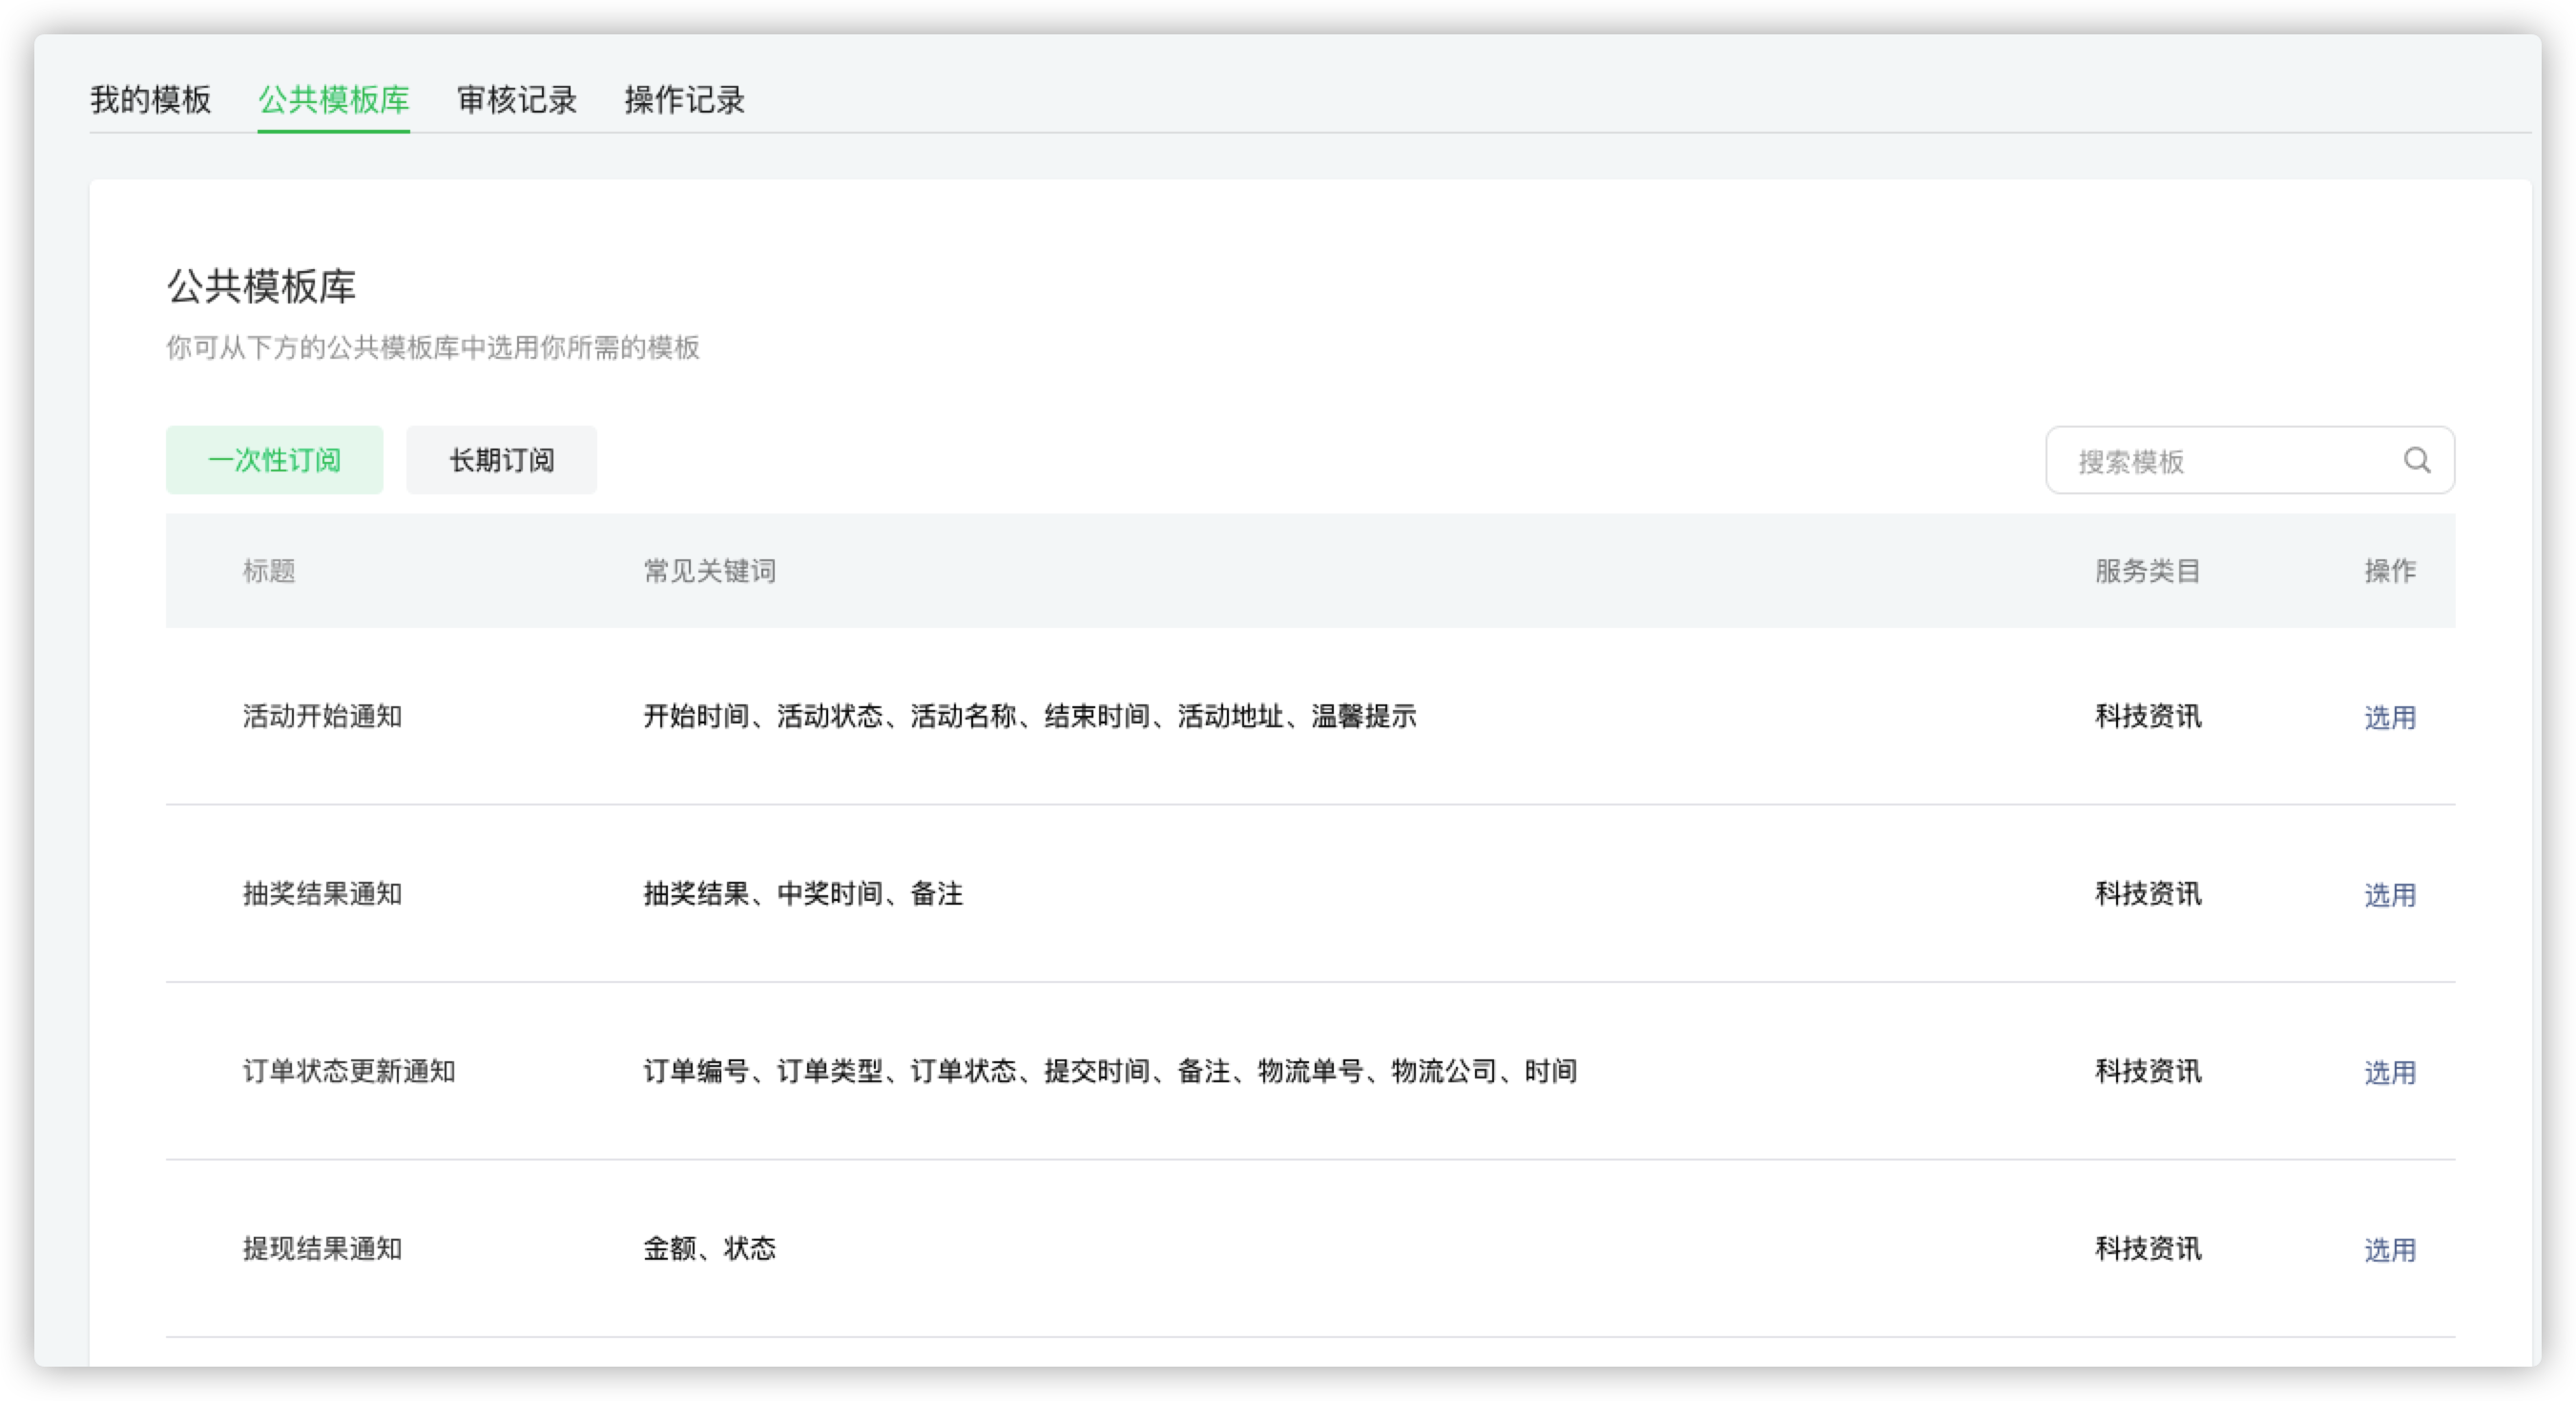 我的模板 公共模板库 审核记录 操作记录
公共模板库
你可从下方的公共模板库中选用你所需的模板
一次性订阅 长期订阅 搜索模板
标题 常见关键词 服务类目 操作
活动开始通知 开始时间、活动状态、活动名称、结束时间、活动地址、温馨提示 科技资讯 选用
抽奖结果通知 抽奖结果、中奖时间、备注 科技资讯 选用
订单状态更新通知 订单编号、订单类型、订单状态、提交时间、备注、物流单号、物流公司、时间 科技资讯 选用
提现结果通知 金额、状态 科技资讯 选用